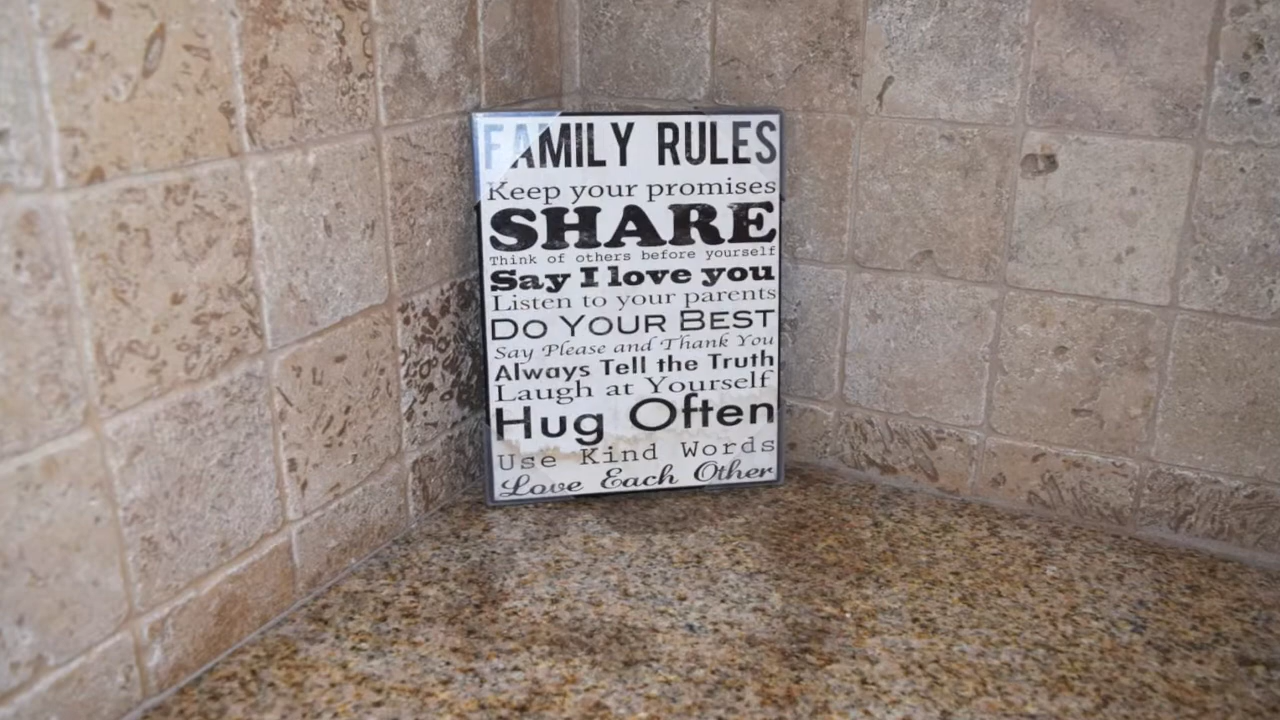 FAMILY RULES
Keep your promises
SHARE
Think of others before yourself
Say I love you
Listen to your parents
DO YOUR BEST
Say Please and Thank You
Always Tell the Truth
Laugh at Yourself
Hug Often
Use Kind Words
Love Each Other